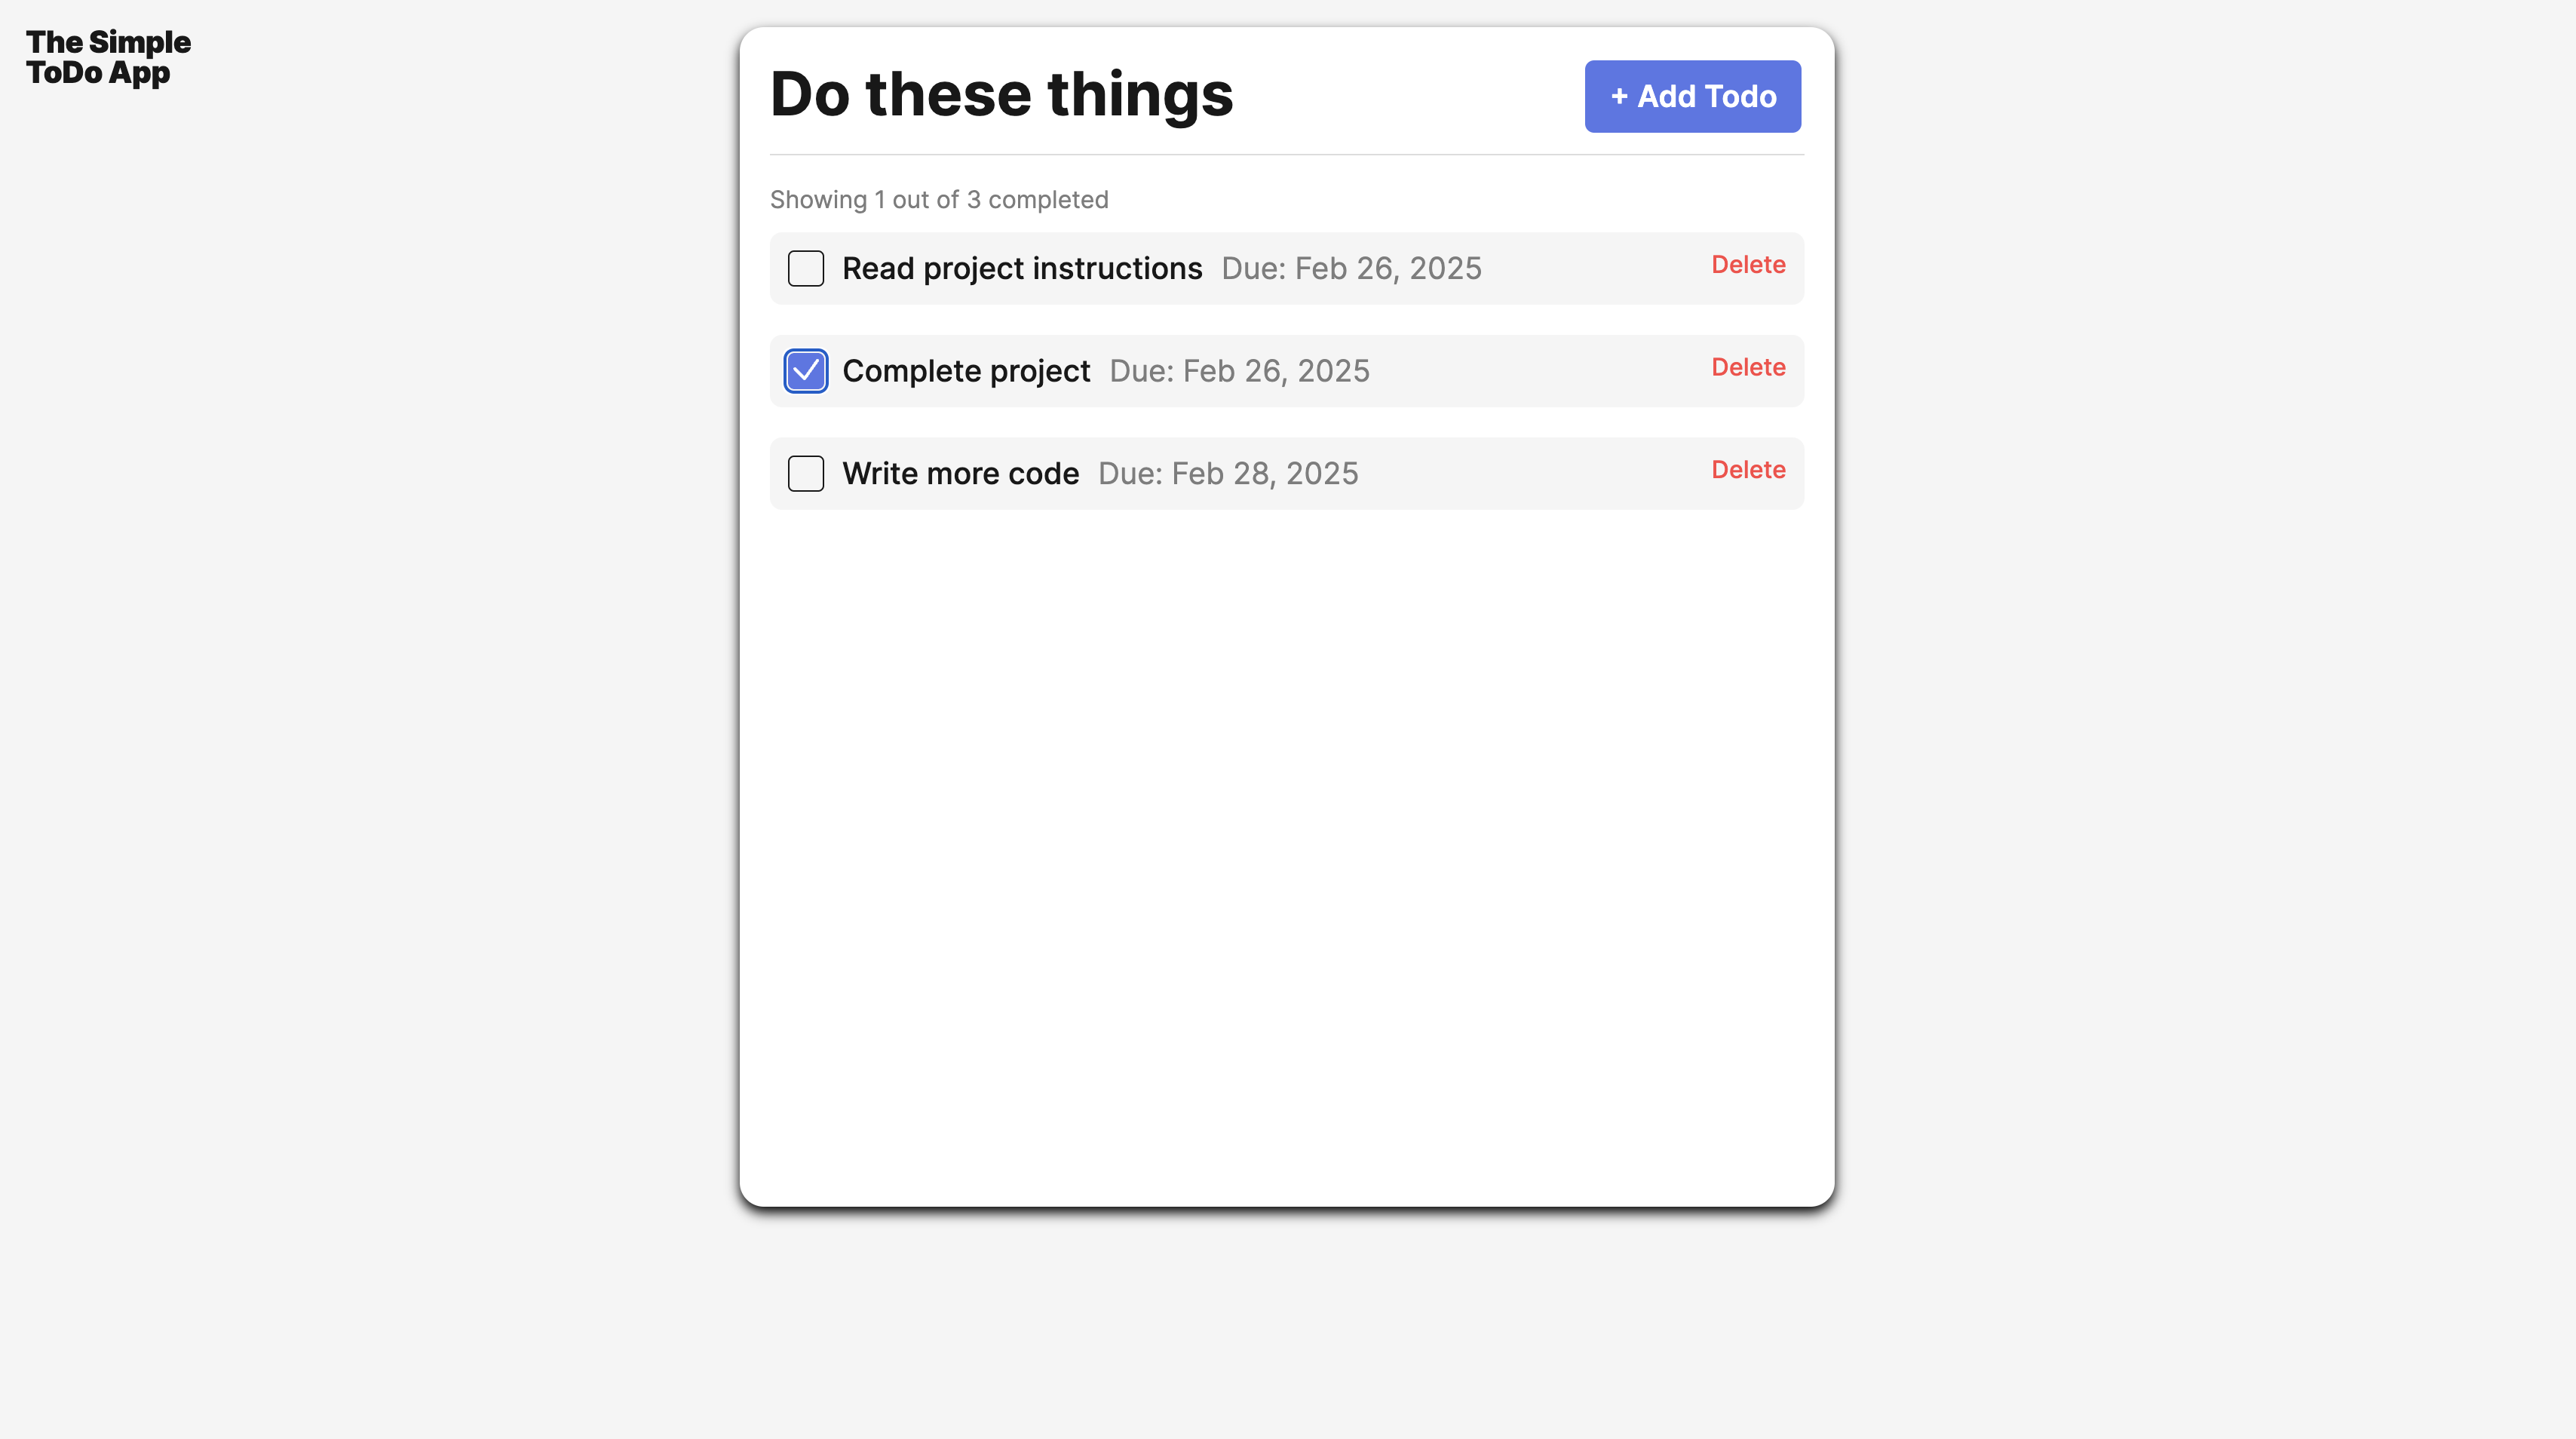 The Simple
ToDo App
Do these things
+ Add Todo
Showing 1 out of 3 completed
Read project instructions Due: Feb 26, 2025 Delete
Complete project Due: Feb 26, 2025 Delete
Write more code Due: Feb 28, 2025 Delete